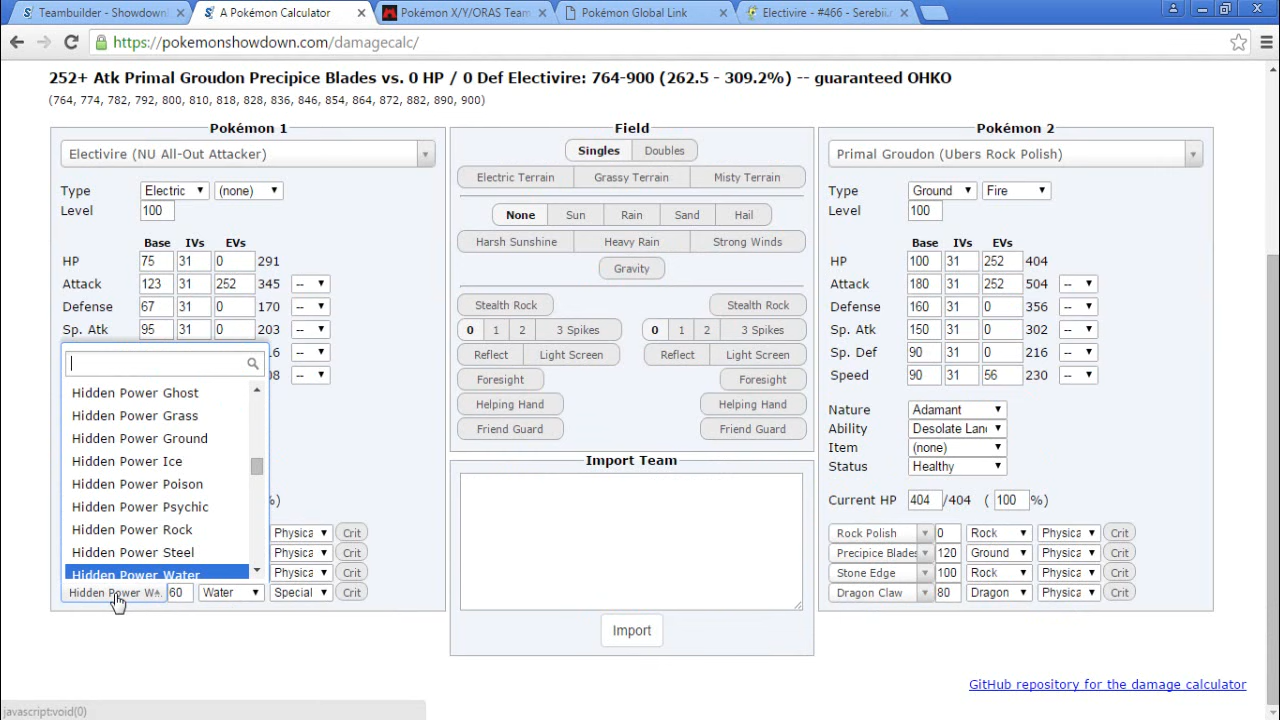 Teambuilder - Showdown!
A Pokémon Calculator
Pokémon X/Y/ORAS Team
Pokémon Global Link
Electivire - #466 - Serebii
https://pokemonshowdown.com/damagecalc/
252+ Atk Primal Groudon Precipice Blades vs. 0 HP / 0 Def Electivire: 764-900 (262.5 - 309.2%) -- guaranteed OHKO
(764, 774, 782, 792, 800, 810, 818, 828, 836, 846, 854, 864, 872, 882, 890, 900)
Pokémon 1
Electivire (NU All-Out Attacker)
Type Electric (none)
Level 100
Base IVs EVs
HP 75 31 0 291
Attack 123 31 252 345 --
Defense 67 31 0 170 --
Sp. Atk 95 31 0 203 --
16 --
08 --
Hidden Power Ghost
Hidden Power Grass
Hidden Power Ground
Hidden Power Ice
Hidden Power Poison
Hidden Power Psychic
Hidden Power Rock
Hidden Power Steel
Hidden Power Water
%)
Physica Crit
Physica Crit
Physica Crit
Hidden Power W... 60 Water Special Crit
Field
Singles Doubles
Electric Terrain Grassy Terrain Misty Terrain
None Sun Rain Sand Hail
Harsh Sunshine Heavy Rain Strong Winds
Gravity
Stealth Rock Stealth Rock
0 1 2 3 Spikes 0 1 2 3 Spikes
Reflect Light Screen Reflect Light Screen
Foresight Foresight
Helping Hand Helping Hand
Friend Guard Friend Guard
Import Team
Import
Pokémon 2
Primal Groudon (Ubers Rock Polish)
Type Ground Fire
Level 100
Base IVs EVs
HP 100 31 252 404
Attack 180 31 252 504 --
Defense 160 31 0 356 --
Sp. Atk 150 31 0 302 --
Sp. Def 90 31 0 216 --
Speed 90 31 56 230 --
Nature Adamant
Ability Desolate Lan
Item (none)
Status Healthy
Current HP 404 /404 ( 100 %)
Rock Polish 0 Rock Physica Crit
Precipice Blades 120 Ground Physica Crit
Stone Edge 100 Rock Physica Crit
Dragon Claw 80 Dragon Physica Crit
GitHub repository for the damage calculator
javascript:void(0)